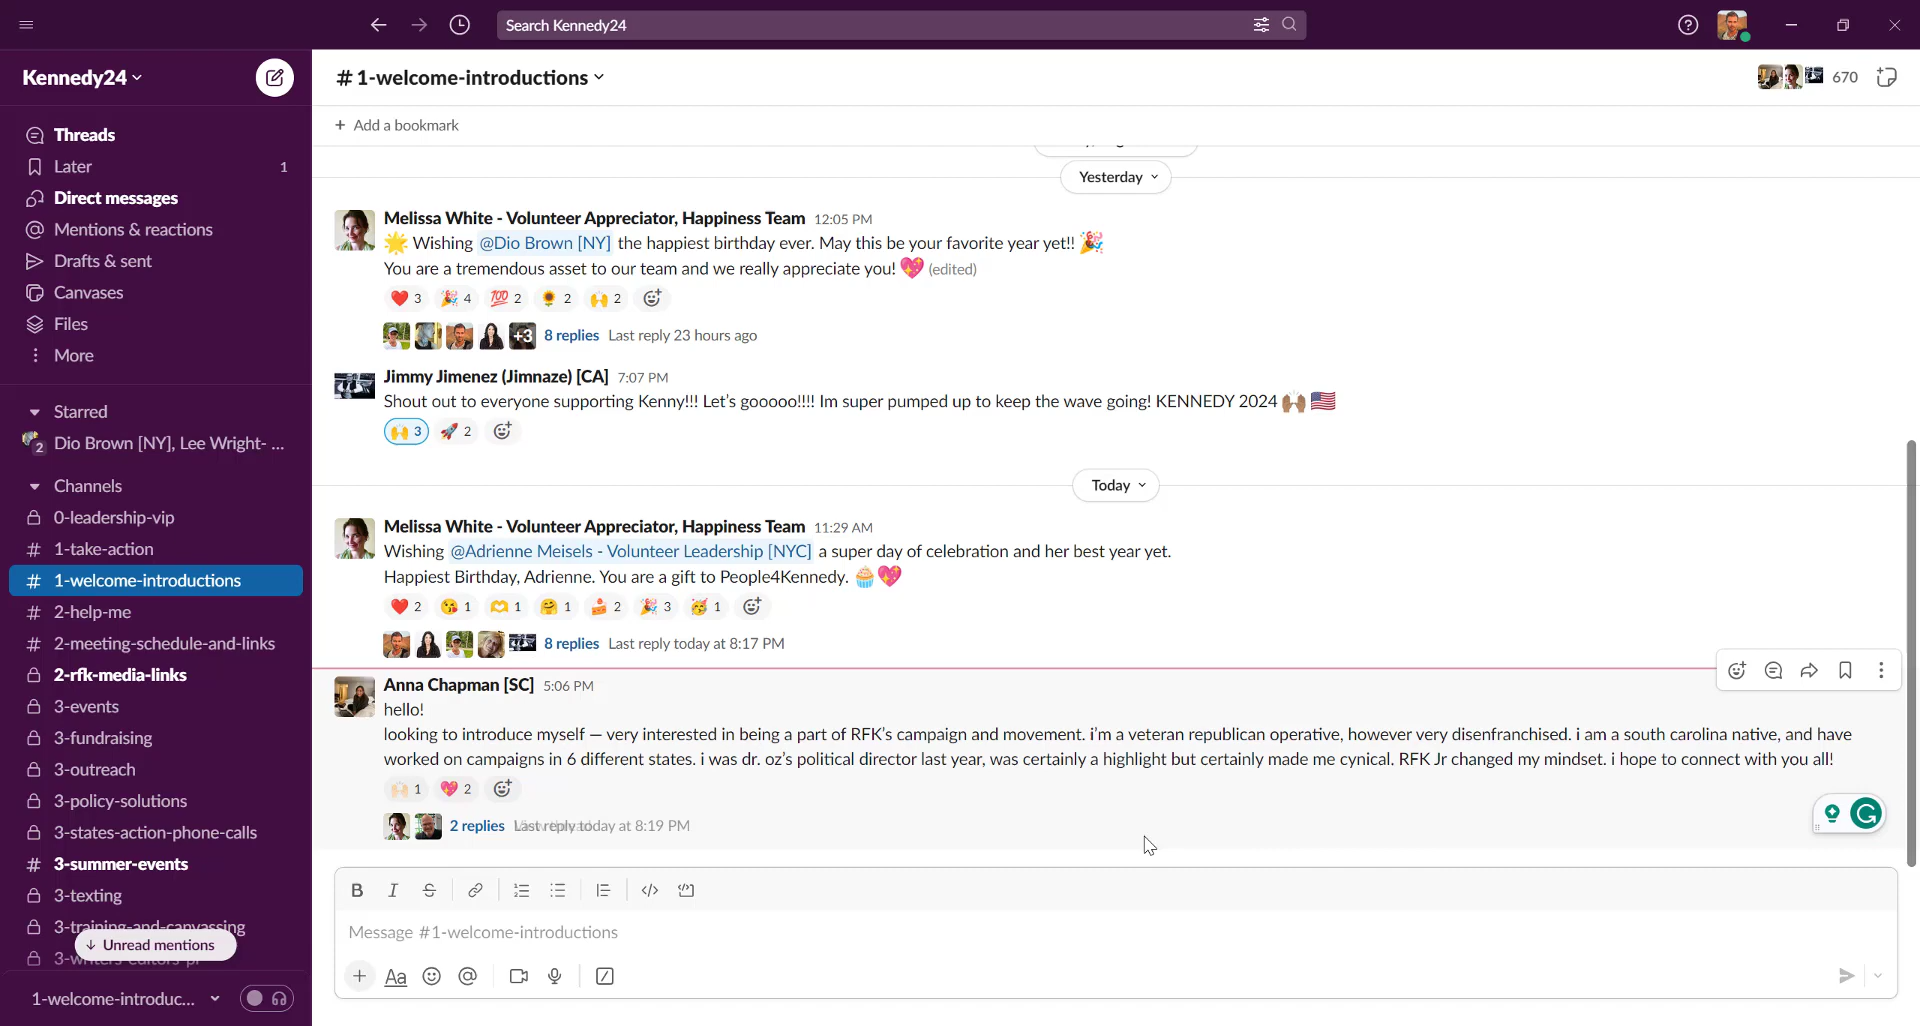 Search Kennedy24
Kennedy24
# 1-welcome-introductions
670
+ Add a bookmark
Threads
Later 1
Direct messages
Mentions & reactions
Drafts & sent
Canvases
Files
More
Starred
2 Dio Brown [NY], Lee Wright- ...
Channels
0-leadership-vip
# 1-take-action
# 1-welcome-introductions
# 2-help-me
# 2-meeting-schedule-and-links
2-rfk-media-links
3-events
3-fundraising
3-outreach
3-policy-solutions
3-states-action-phone-calls
# 3-summer-events
3-texting
3-training-and-canvassing
↓ Unread mentions
3-writers-editors-pr
1-welcome-introduc...
Yesterday
Melissa White - Volunteer Appreciator, Happiness Team 12:05 PM
🌟 Wishing @Dio Brown [NY] the happiest birthday ever. May this be your favorite year yet!! 🎉
You are a tremendous asset to our team and we really appreciate you! 💖 (edited)
❤️ 3 🎉 4 💯 2 🌻 2 🙌 2
+3 8 replies Last reply 23 hours ago
Jimmy Jimenez (Jimnaze) [CA] 7:07 PM
Shout out to everyone supporting Kenny!!! Let's gooooo!!!! Im super pumped up to keep the wave going! KENNEDY 2024 🙌🏽 🇺🇸
🙌 3 🚀 2
Today
Melissa White - Volunteer Appreciator, Happiness Team 11:29 AM
Wishing @Adrienne Meisels - Volunteer Leadership [NYC] a super day of celebration and her best year yet.
Happiest Birthday, Adrienne. You are a gift to People4Kennedy. 🧁💖
❤️ 2 😘 1 🫶 1 🤗 1 🍰 2 🎉 3 🥳 1
8 replies Last reply today at 8:17 PM
Anna Chapman [SC] 5:06 PM
hello!
looking to introduce myself — very interested in being a part of RFK's campaign and movement. i'm a veteran republican operative, however very disenfranchised. i am a south carolina native, and have
worked on campaigns in 6 different states. i was dr. oz's political director last year, was certainly a highlight but certainly made me cynical. RFK Jr changed my mindset. i hope to connect with you all!
🙌🏻 1 💖 2
2 replies Last reply today at 8:19 PM
B I S
Message #1-welcome-introductions
+ Aa @